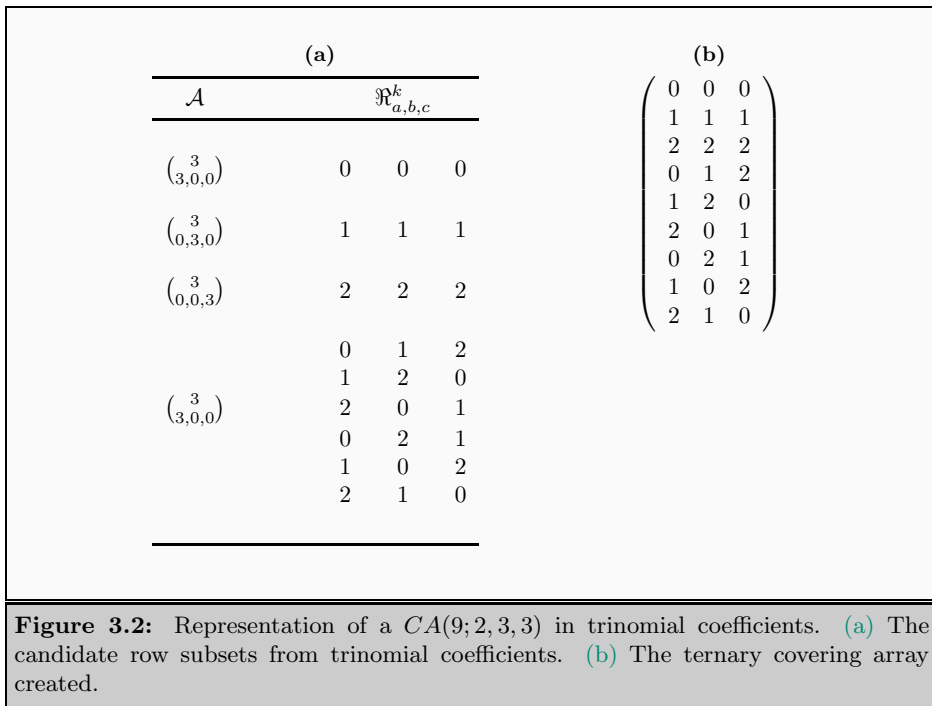 (a)
𝒜 ℜ^k_{a,b,c}
\binom{3}{3,0,0} 0 0 0
\binom{3}{0,3,0} 1 1 1
\binom{3}{0,0,3} 2 2 2
0 1 2
1 2 0
\binom{3}{3,0,0} 2 0 1
0 2 1
1 0 2
2 1 0
(b)
0 0 0
1 1 1
2 2 2
0 1 2
1 2 0
2 0 1
0 2 1
1 0 2
2 1 0
Figure 3.2: Representation of a CA(9; 2, 3, 3) in trinomial coefficients. (a) The
candidate row subsets from trinomial coefficients. (b) The ternary covering array
created.